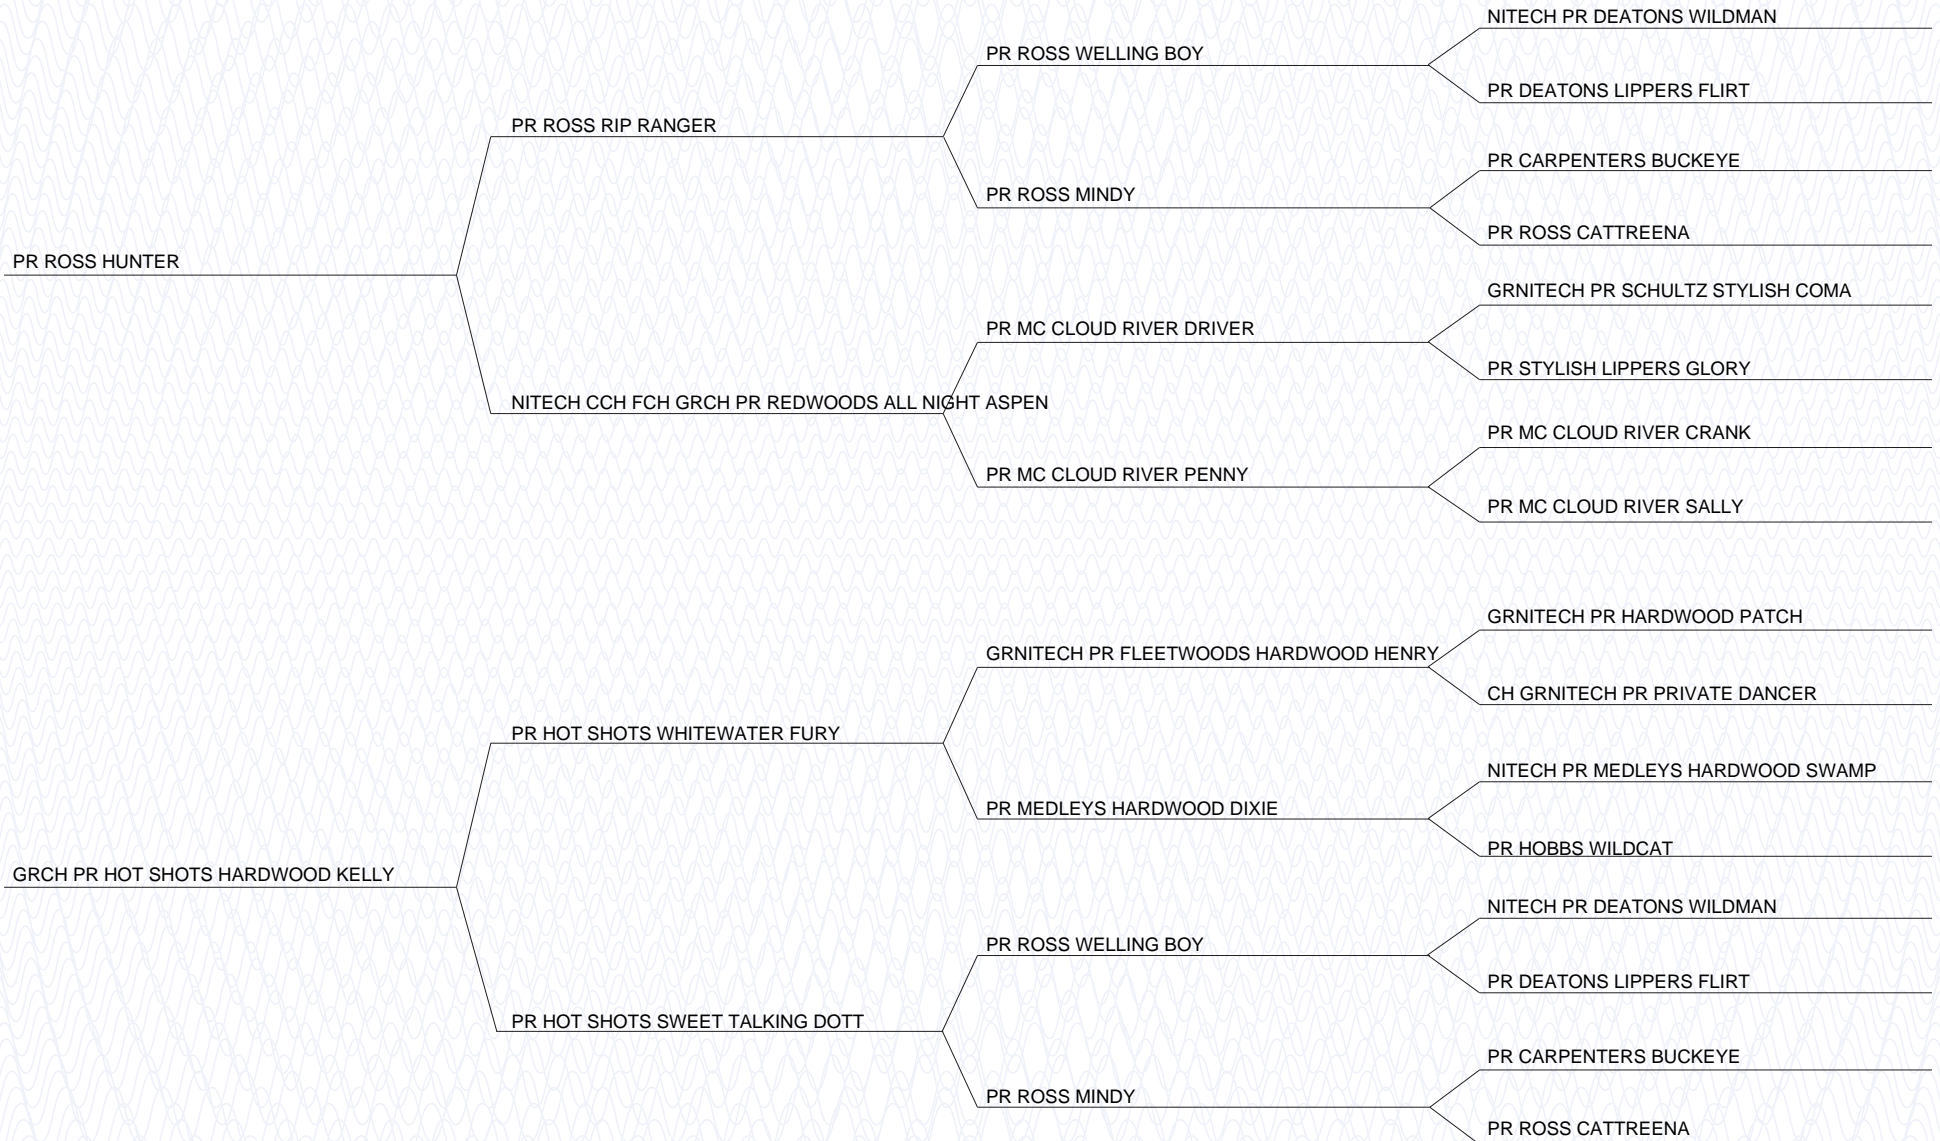 NITECH PR DEATONS WILDMAN
PR ROSS WELLING BOY
PR DEATONS LIPPERS FLIRT
PR ROSS RIP RANGER
PR CARPENTERS BUCKEYE
PR ROSS MINDY
PR ROSS CATTREENA
PR ROSS HUNTER
GRNITECH PR SCHULTZ STYLISH COMA
PR MC CLOUD RIVER DRIVER
PR STYLISH LIPPERS GLORY
NITECH CCH FCH GRCH PR REDWOODS ALL NIGHT ASPEN
PR MC CLOUD RIVER CRANK
PR MC CLOUD RIVER PENNY
PR MC CLOUD RIVER SALLY
GRNITECH PR HARDWOOD PATCH
GRNITECH PR FLEETWOODS HARDWOOD HENRY
CH GRNITECH PR PRIVATE DANCER
PR HOT SHOTS WHITEWATER FURY
NITECH PR MEDLEYS HARDWOOD SWAMP
PR MEDLEYS HARDWOOD DIXIE
PR HOBBS WILDCAT
GRCH PR HOT SHOTS HARDWOOD KELLY
NITECH PR DEATONS WILDMAN
PR ROSS WELLING BOY
PR DEATONS LIPPERS FLIRT
PR HOT SHOTS SWEET TALKING DOTT
PR CARPENTERS BUCKEYE
PR ROSS MINDY
PR ROSS CATTREENA